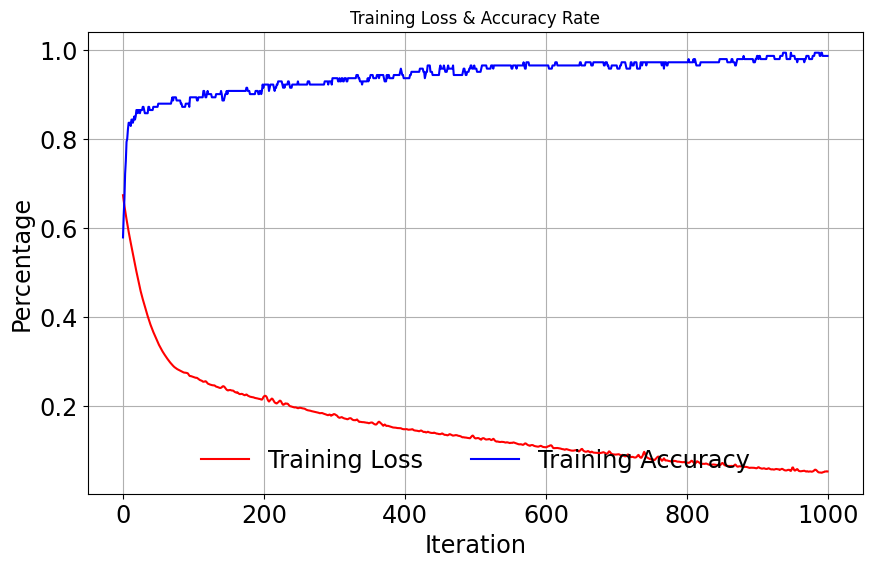 Training Loss & Accuracy Rate
1.0
0.8
0.6
0.4
0.2
Percentage
Training Loss
Training Accuracy
0 200 400 600 800 1000
Iteration